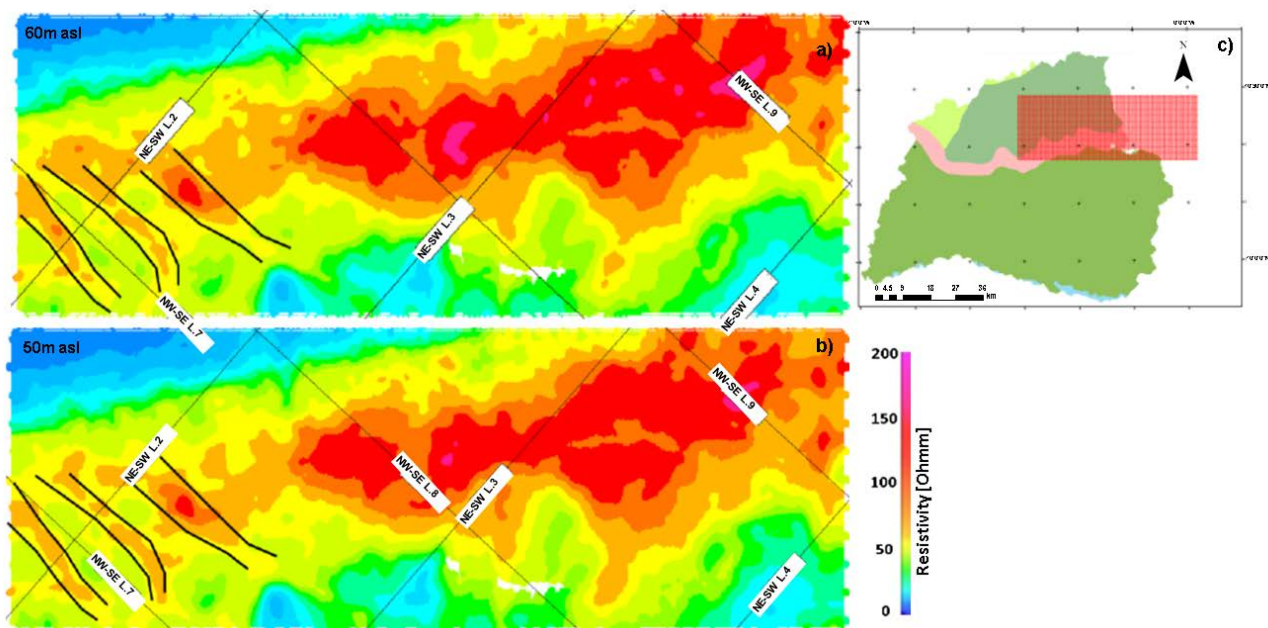 60m asl
a)
NE-SW L.2
NW-SE L.9
NE-SW L.3
NW-SE L.7
NE-SW L.4
N
c)
0 4.5 9 18 27 36
km
50m asl
b)
NE-SW L.2
NW-SE L.8
NE-SW L.3
NW-SE L.9
NW-SE L.7
NE-SW L.4
200
150
100
50
0
Resistivity [Ohmm]